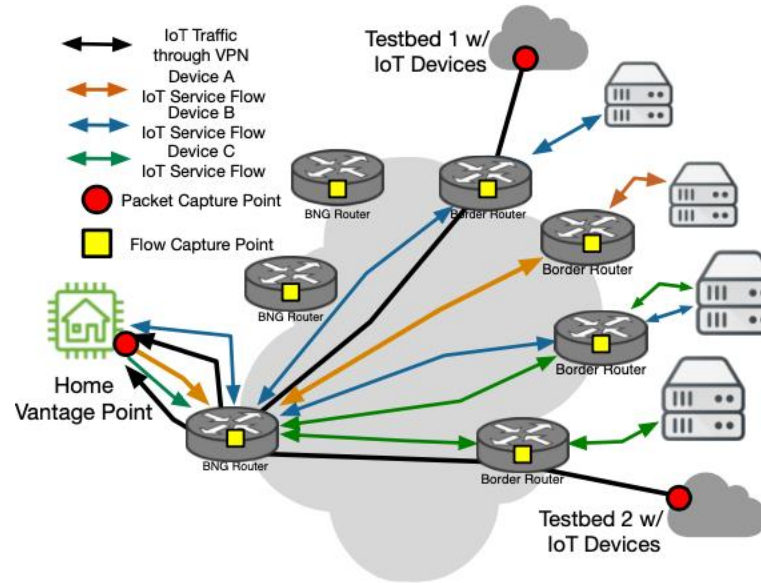 IoT Traffic
through VPN
Device A
IoT Service Flow
Device B
IoT Service Flow
Device C
IoT Service Flow
Packet Capture Point
Flow Capture Point
Testbed 1 w/
IoT Devices
BNG Router
Border Router
BNG Router
Border Router
Border Router
Home
Vantage Point
BNG Router
Border Router
Testbed 2 w/
IoT Devices